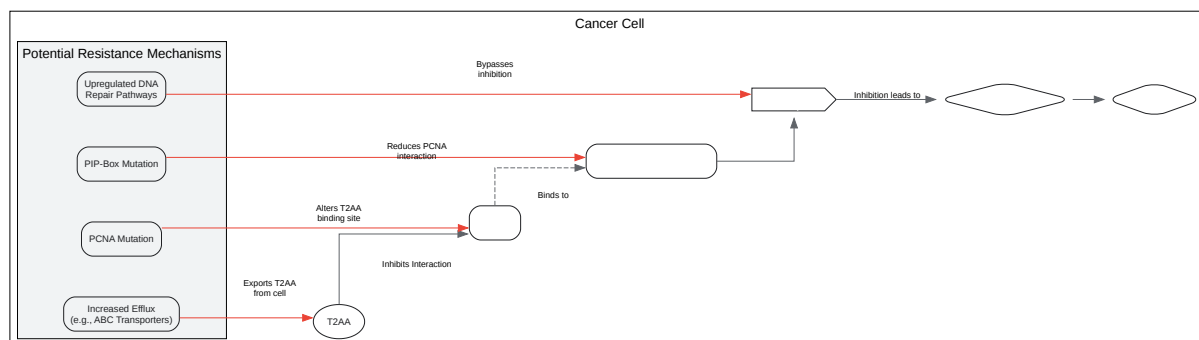 Cancer Cell
Potential Resistance Mechanisms
Upregulated DNA
Repair Pathways
Bypasses
inhibition
Inhibition leads to
PIP-Box Mutation
Reduces PCNA
interaction
Binds to
PCNA Mutation
Alters T2AA
binding site
Inhibits Interaction
Increased Efflux
(e.g., ABC Transporters)
Exports T2AA
from cell
T2AA